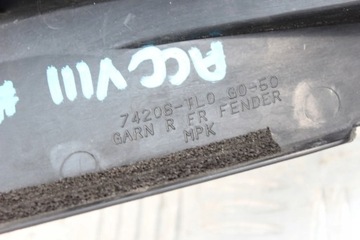 ACC VIII
74208-TL0 G0-50
GARN R FR FENDER
MPK